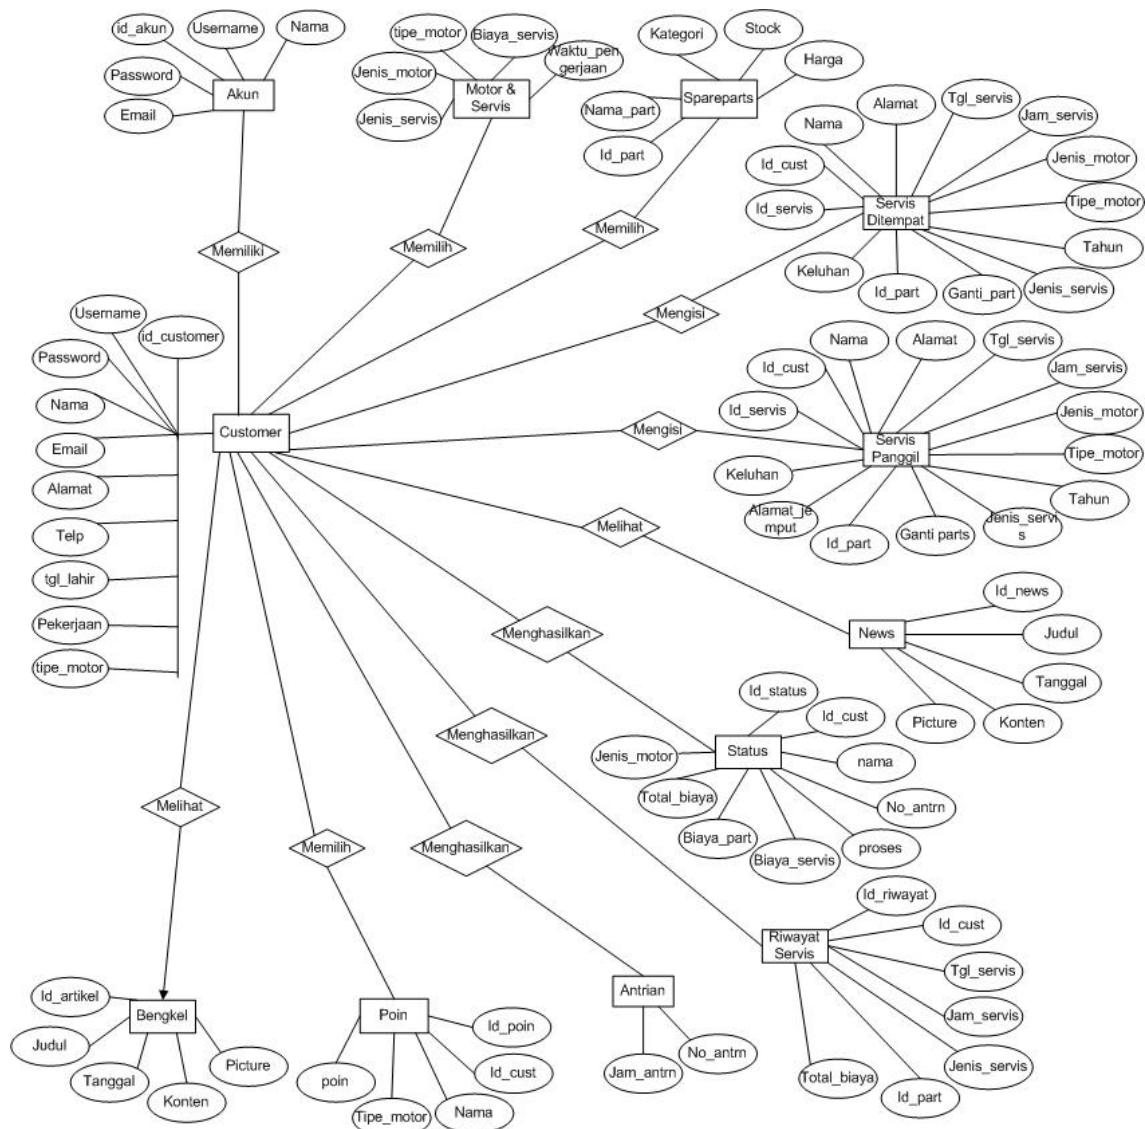 id_akun
Username
Nama
Password
Email
Akun
tipe_motor
Biaya_servis
Jenis_motor
Waktu_pen
gerjaan
Jenis_servis
Motor &
Servis
Kategori
Stock
Harga
Nama_part
Id_part
Spareparts
Nama
Alamat
Tgl_servis
Jam_servis
Id_cust
Jenis_motor
Id_servis
Tipe_motor
Servis
Ditempat
Keluhan
Tahun
Id_part
Ganti_part
Jenis_servis
Memiliki
Memilih
Memilih
Mengisi
Username
id_customer
Password
Nama
Email
Alamat
Telp
tgl_lahir
Pekerjaan
tipe_motor
Customer
Mengisi
Nama
Alamat
Tgl_servis
Id_cust
Jam_servis
Id_servis
Jenis_motor
Servis
Panggil
Tipe_motor
Keluhan
Tahun
Alamat_je
mput
Id_part
Ganti parts
Jenis_servi
s
Melihat
Id_news
News
Judul
Tanggal
Picture
Konten
Menghasilkan
Id_status
Id_cust
Jenis_motor
Status
nama
Total_biaya
No_antrn
Biaya_part
proses
Biaya_servis
Menghasilkan
Melihat
Memilih
Menghasilkan
Id_riwayat
Id_cust
Riwayat
Servis
Tgl_servis
Jam_servis
Jenis_servis
Total_biaya
Id_part
Id_artikel
Bengkel
Judul
Tanggal
Konten
Picture
Poin
Id_poin
poin
Id_cust
Tipe_motor
Nama
Antrian
Jam_antrn
No_antrn